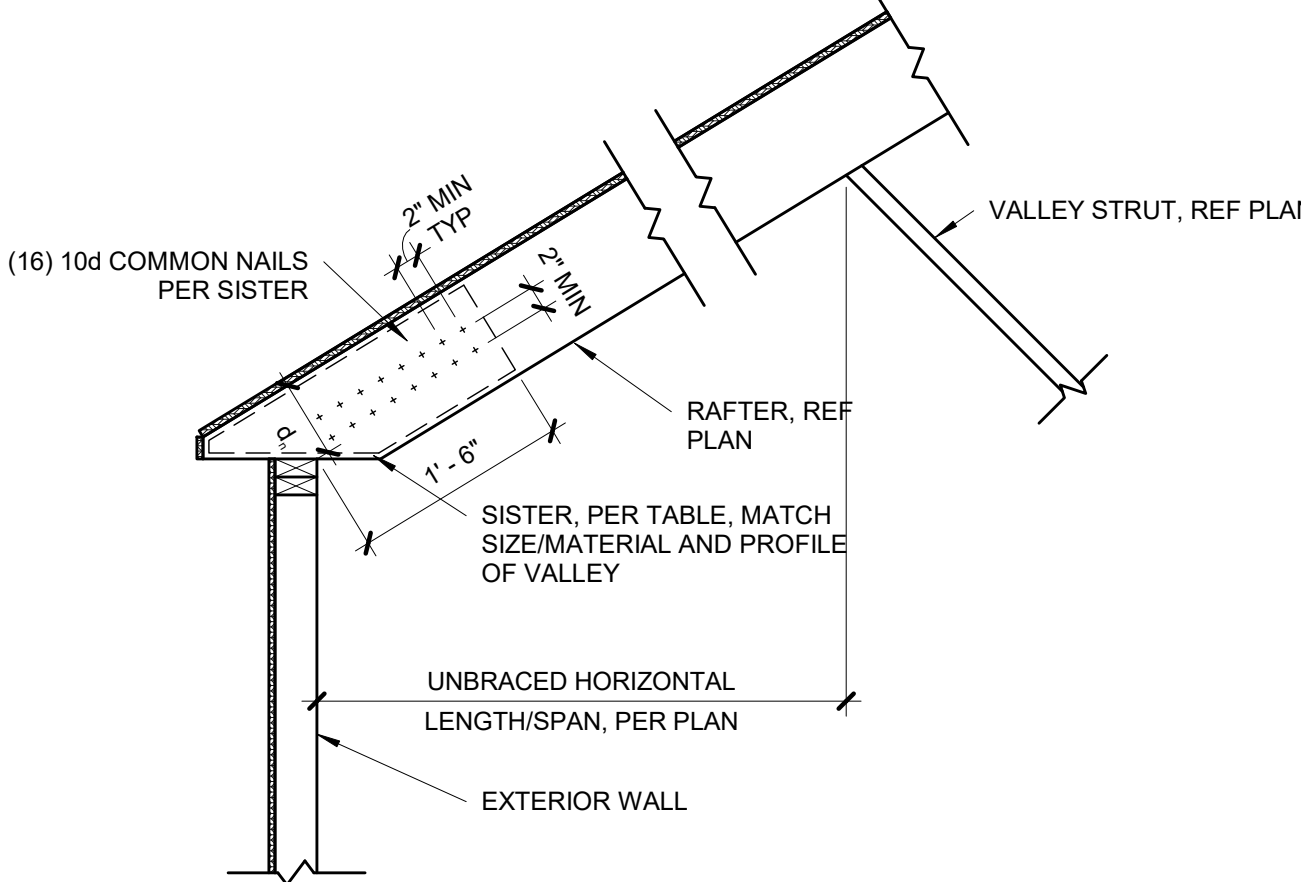 2" MIN
TYP
(16) 10d COMMON NAILS
PER SISTER
2" MIN
VALLEY STRUT, REF PLAN
RAFTER, REF
PLAN
"d"
1' - 6"
SISTER, PER TABLE, MATCH
SIZE/MATERIAL AND PROFILE
OF VALLEY
UNBRACED HORIZONTAL
LENGTH/SPAN, PER PLAN
EXTERIOR WALL